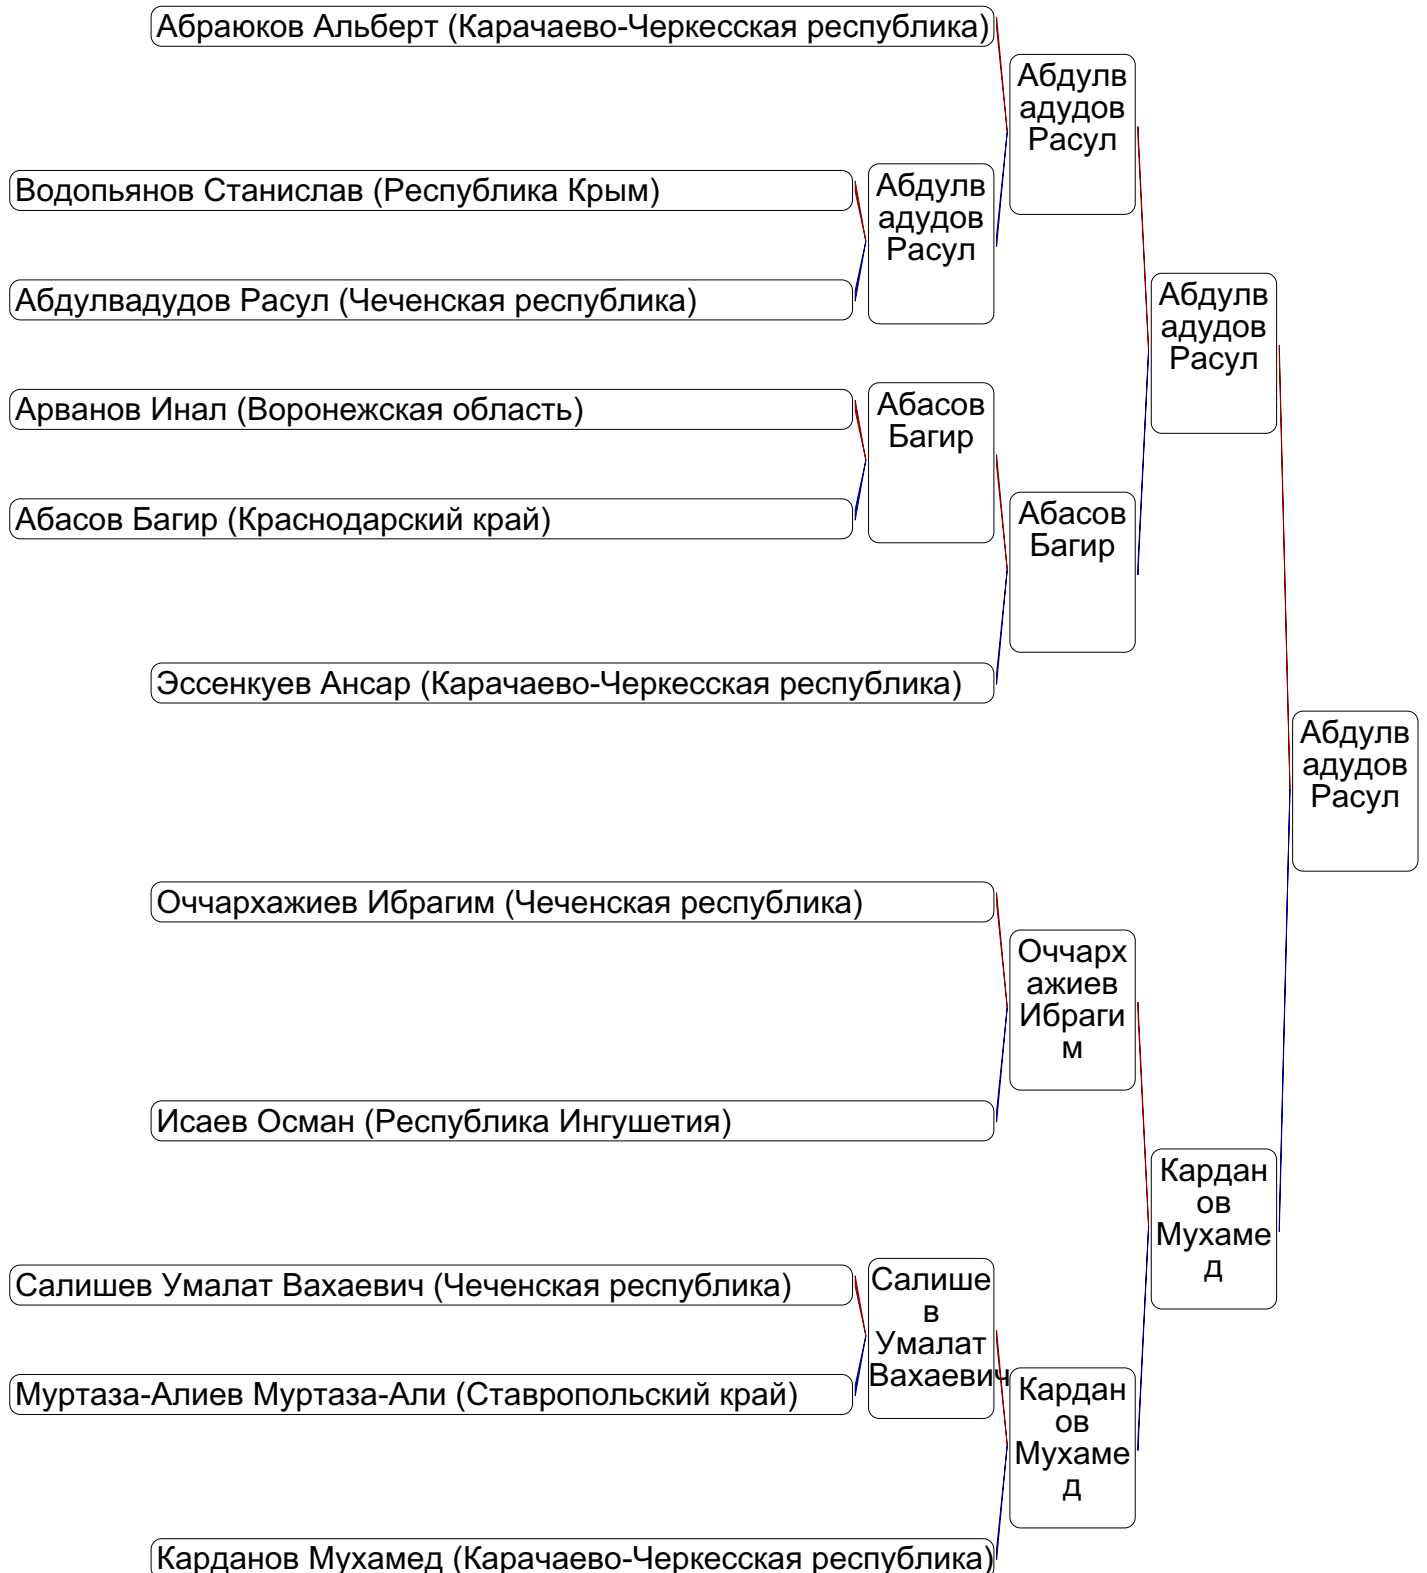 Абраюков Альберт (Карачаево-Черкесская республика)
Абдулв
адудов
Расул
Водопьянов Станислав (Республика Крым)
Абдулв
адудов
Расул
Абдулвадудов Расул (Чеченская республика)
Абдулв
адудов
Расул
Арванов Инал (Воронежская область)
Абасов
Багир
Абасов Багир (Краснодарский край)
Абасов
Багир
Эссенкуев Ансар (Карачаево-Черкесская республика)
Абдулв
адудов
Расул
Оччархажиев Ибрагим (Чеченская республика)
Оччарх
ажиев
Ибраги
м
Исаев Осман (Республика Ингушетия)
Кардан
ов
Мухаме
д
Салишев Умалат Вахаевич (Чеченская республика)
Салише
в
Умалат
Вахаевич
Муртаза-Алиев Муртаза-Али (Ставропольский край)
Кардан
ов
Мухаме
д
Карданов Мухамед (Карачаево-Черкесская республика)